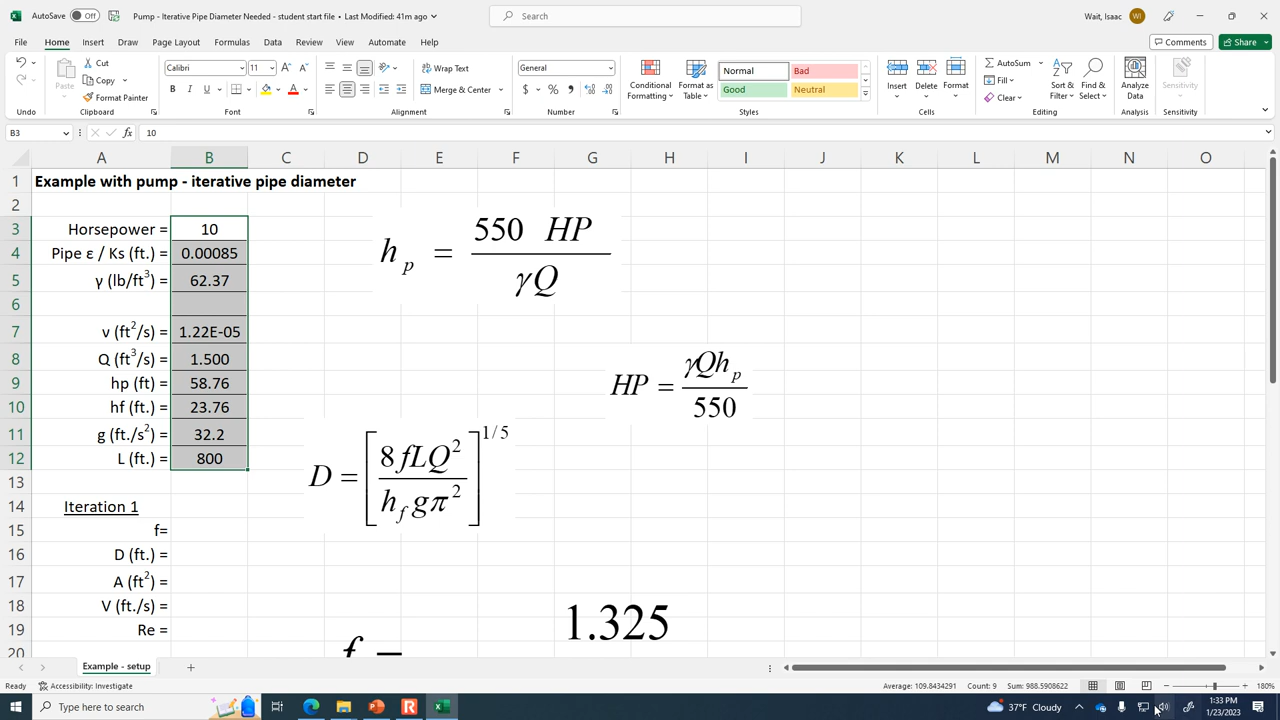 AutoSave Off Pump - Iterative Pipe Diameter Needed - student start file • Last Modified: 41m ago Search Wait, Isaac WI
File Home Insert Draw Page Layout Formulas Data Review View Automate Help Comments Share
Paste Cut Copy Format Painter Calibri 11 B I U Wrap Text Merge & Center General $ % Conditional Formatting Format as Table Normal Bad Good Neutral Insert Delete Format AutoSum Fill Clear Sort & Filter Find & Select Analyze Data Sensitivity
Undo Clipboard Font Alignment Number Styles Cells Editing Analysis Sensitivity
B3 fx 10
A B C D E F G H I J K L M N O
1 Example with pump - iterative pipe diameter
2
3 Horsepower = 10
4 Pipe ε / Ks (ft.) = 0.00085
5 γ (lb/ft³) = 62.37
6
7 ν (ft²/s) = 1.22E-05
8 Q (ft³/s) = 1.500
9 hp (ft) = 58.76
10 hf (ft.) = 23.76
11 g (ft./s²) = 32.2
12 L (ft.) = 800
13
14 Iteration 1
15 f=
16 D (ft.) =
17 A (ft²) =
18 V (ft./s) =
19 Re =
20
h p = 550 HP / γQ
HP = γQh p / 550
D = [8fLQ² / h f gπ²]^1/5
1.325
f =
Example - setup
Ready Accessibility: Investigate Average: 109.8434291 Count: 9 Sum: 988.5908622 180%
Type here to search 37°F Cloudy 1:33 PM
1/23/2023